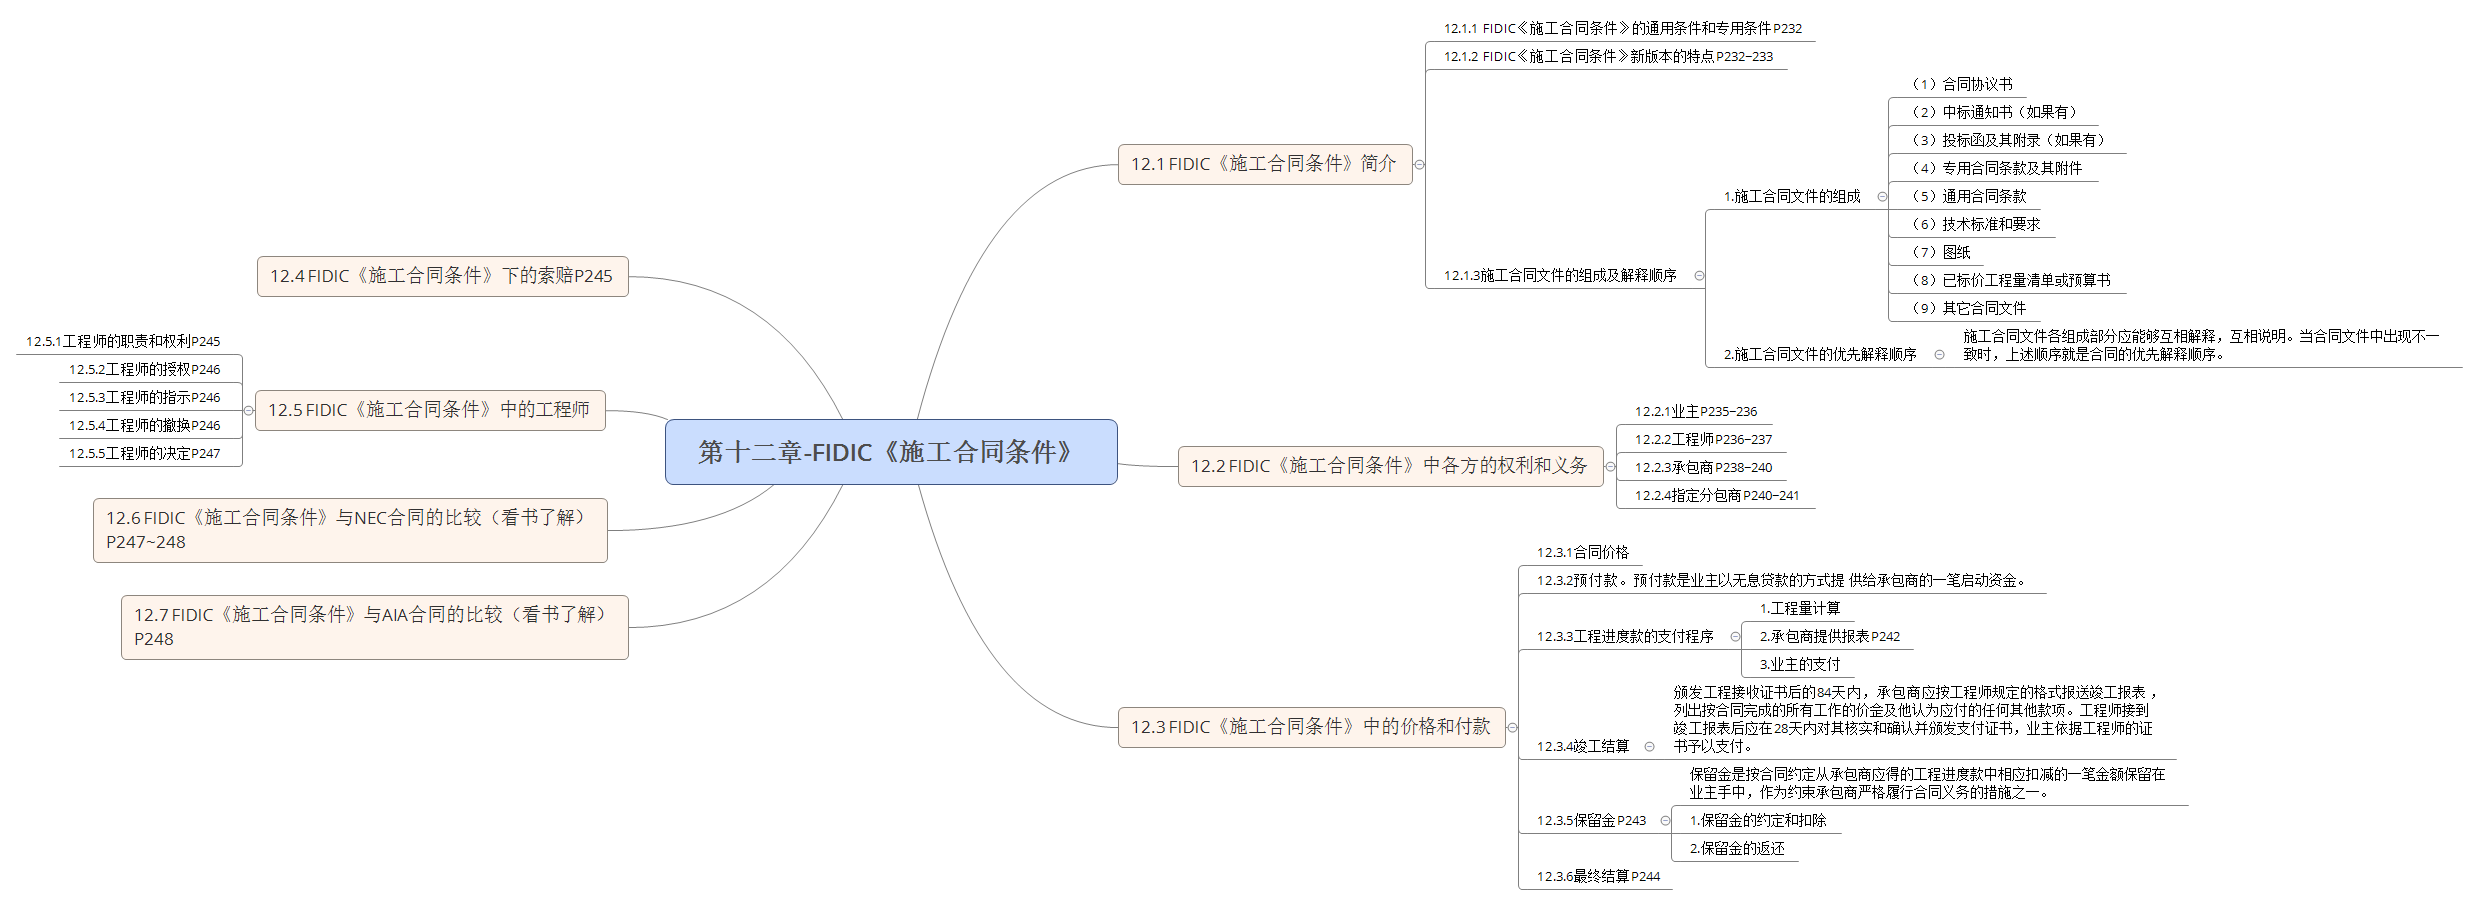 第十二章-FIDIC《施工合同条件》
12.1 FIDIC《施工合同条件》简介
12.1.1 FIDIC《施工合同条件》的通用条件和专用条件P232
12.1.2 FIDIC《施工合同条件》新版本的特点P232-233
12.1.3施工合同文件的组成及解释顺序
1.施工合同文件的组成
（1）合同协议书
（2）中标通知书（如果有）
（3）投标函及其附录（如果有）
（4）专用合同条款及其附件
（5）通用合同条款
（6）技术标准和要求
（7）图纸
（8）已标价工程量清单或预算书
（9）其它合同文件
2.施工合同文件的优先解释顺序
施工合同文件各组成部分应能够互相解释，互相说明。当合同文件中出现不一
致时，上述顺序就是合同的优先解释顺序。
12.2 FIDIC《施工合同条件》中各方的权利和义务
12.2.1业主P235-236
12.2.2工程师P236-237
12.2.3承包商P238-240
12.2.4指定分包商P240-241
12.3 FIDIC《施工合同条件》中的价格和付款
12.3.1合同价格
12.3.2预付款。预付款是业主以无息贷款的方式提 供给承包商的一笔启动资金。
12.3.3工程进度款的支付程序
1.工程量计算
2.承包商提供报表P242
3.业主的支付
12.3.4竣工结算
颁发工程接收证书后的84天内，承包商应按工程师规定的格式报送竣工报表，
列出按合同完成的所有工作的价金及他认为应付的任何其他款项。工程师接到
竣工报表后应在28天内对其核实和确认并颁发支付证书，业主依据工程师的证
书予以支付。
12.3.5保留金P243
保留金是按合同约定从承包商应得的工程进度款中相应扣减的一笔金额保留在
业主手中，作为约束承包商严格履行合同义务的措施之一。
1.保留金的约定和扣除
2.保留金的返还
12.3.6最终结算P244
12.4 FIDIC《施工合同条件》下的索赔P245
12.5 FIDIC《施工合同条件》中的工程师
12.5.1工程师的职责和权利P245
12.5.2工程师的授权P246
12.5.3工程师的指示P246
12.5.4工程师的撤换P246
12.5.5工程师的决定P247
12.6 FIDIC《施工合同条件》与NEC合同的比较（看书了解）
P247~248
12.7 FIDIC《施工合同条件》与AIA合同的比较（看书了解）
P248